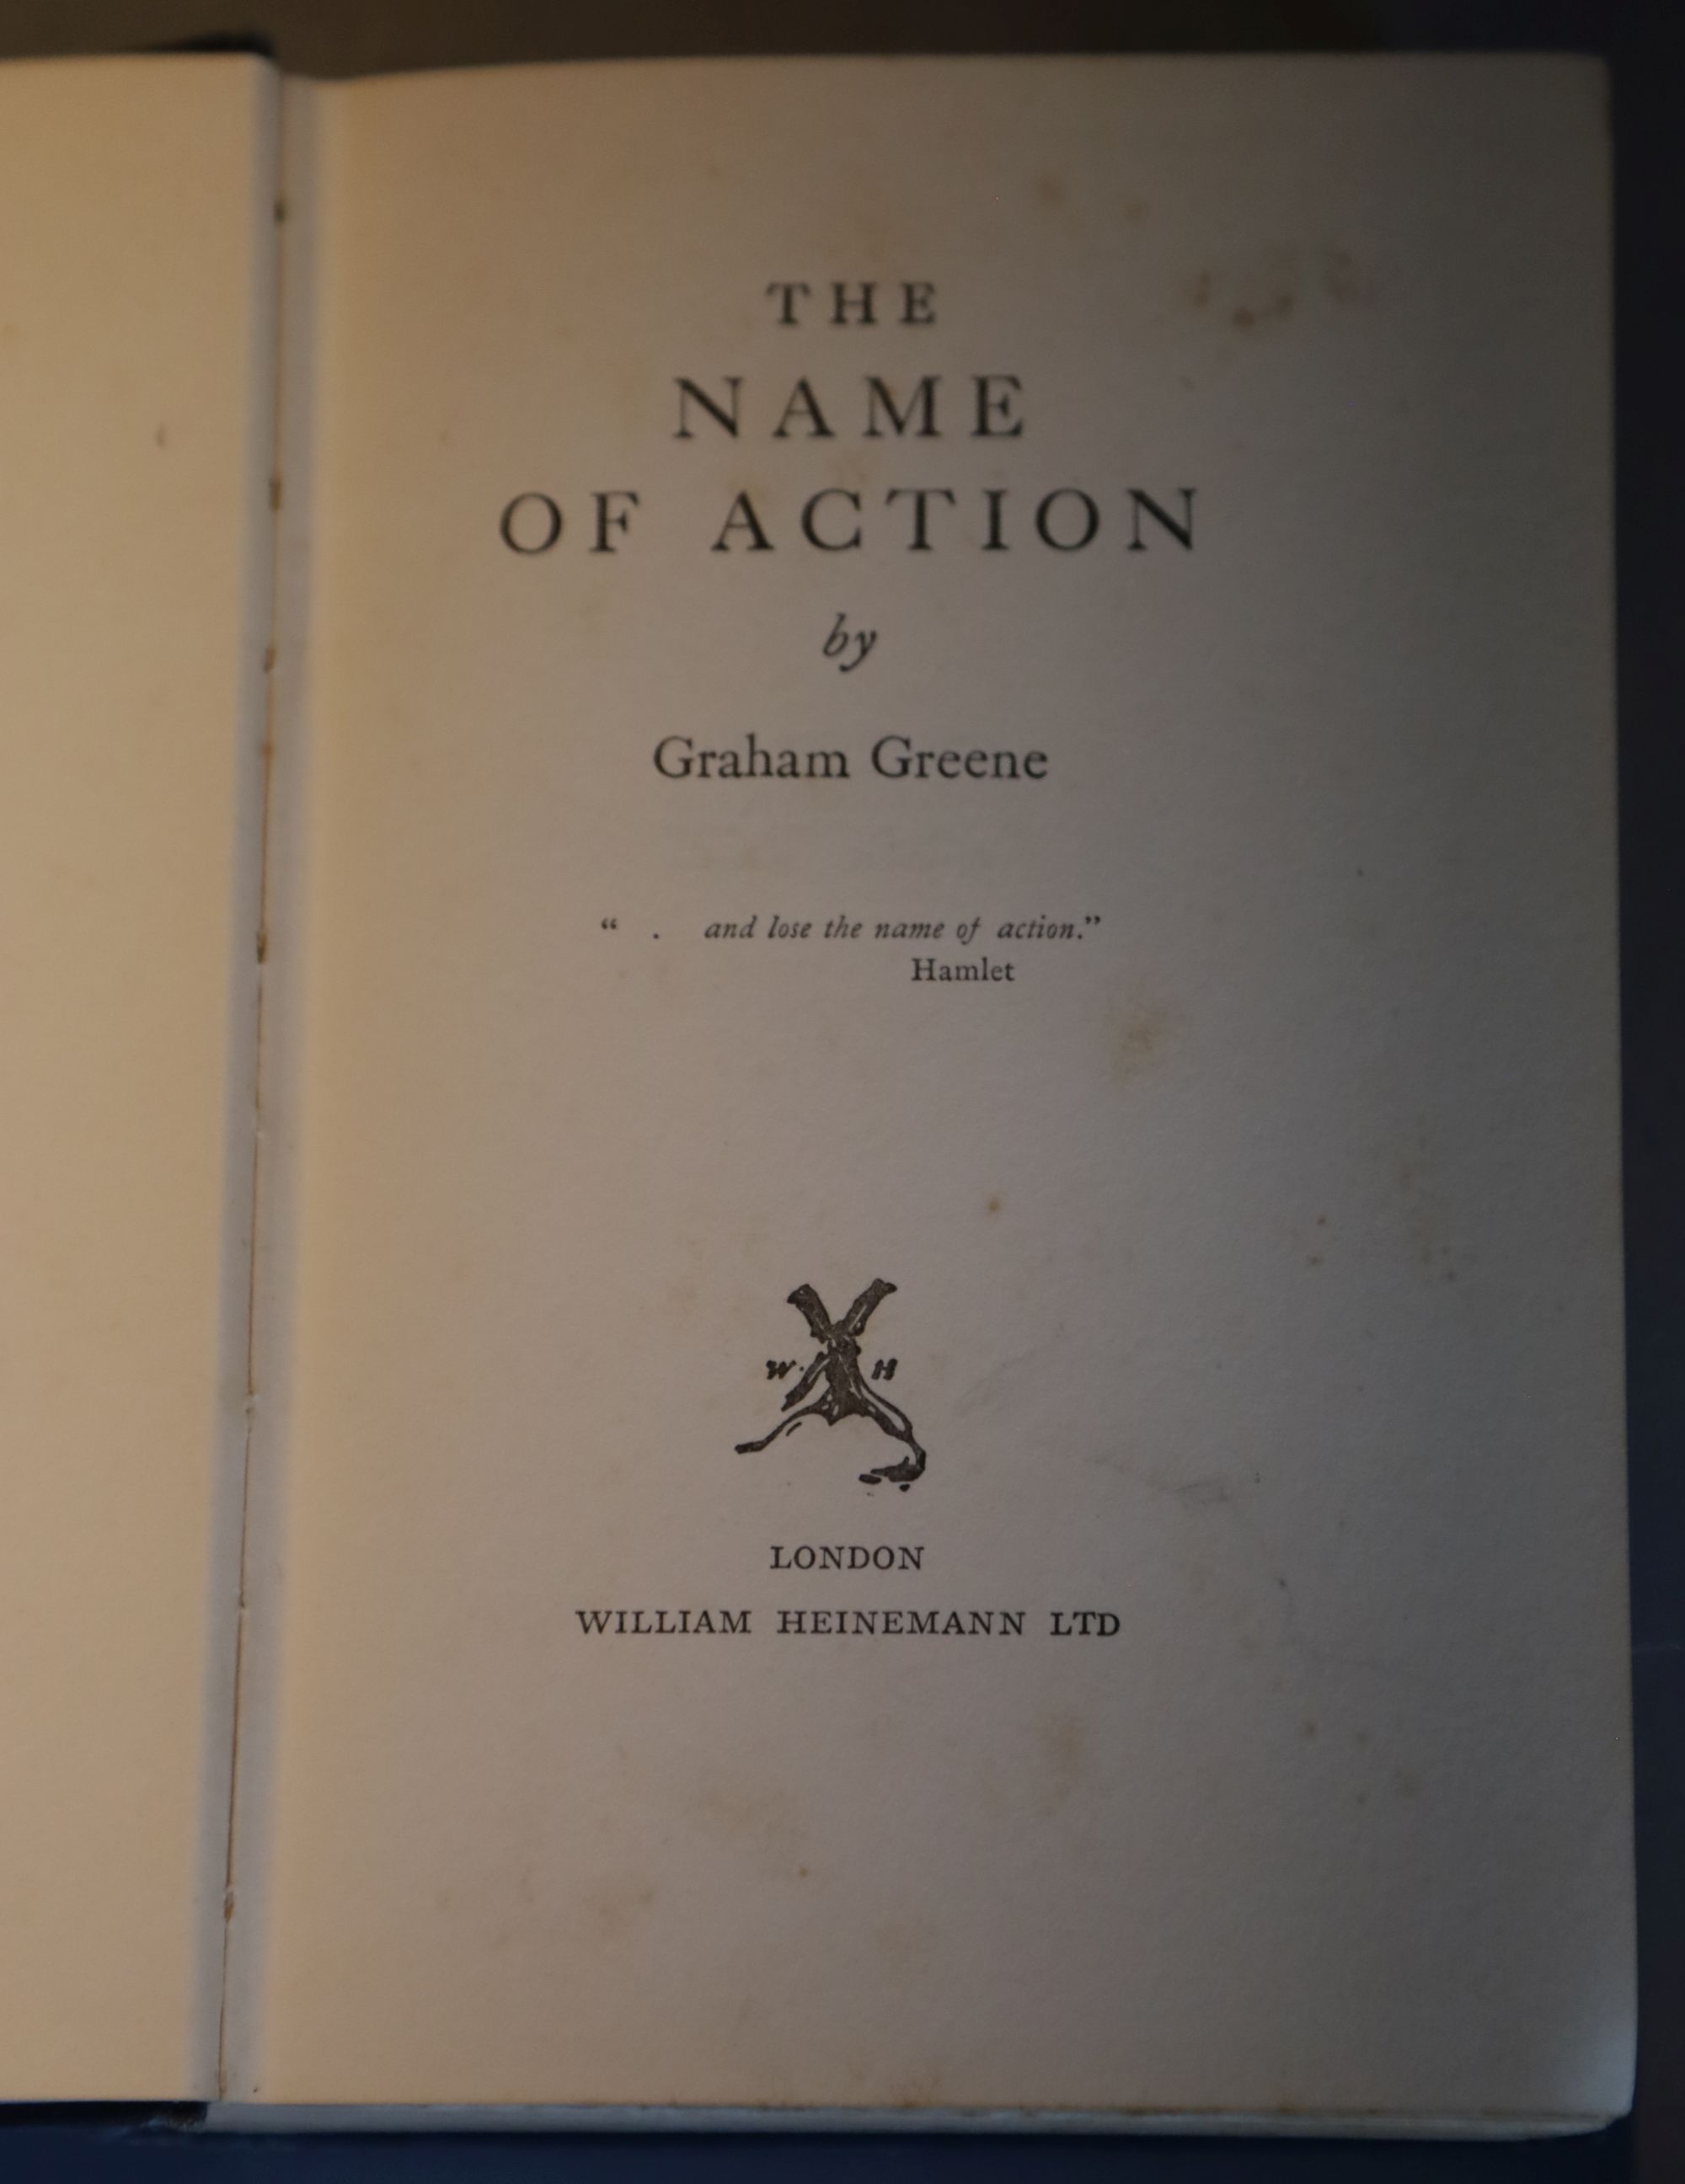 THE
NAME
OF ACTION
by
Graham Greene
“ . and lose the name of action.”
Hamlet
W. H
LONDON
WILLIAM HEINEMANN LTD